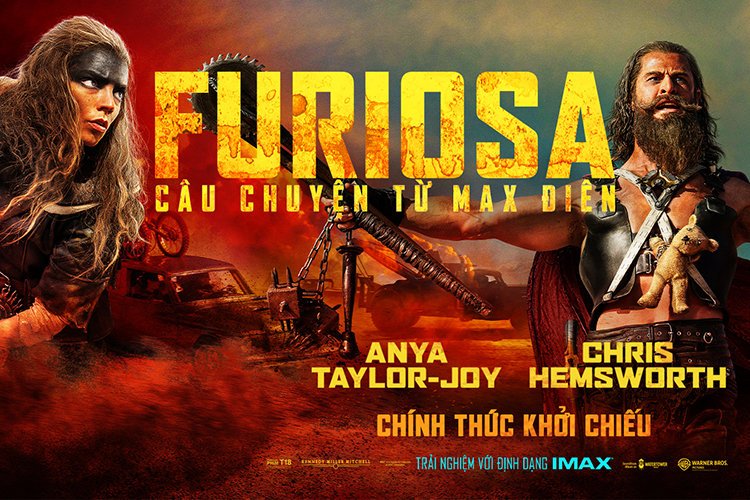 FURIOSA
CÂU CHUYỆN TỪ MAX ĐIÊN
ANYA
TAYLOR-JOY
CHRIS
HEMSWORTH
CHÍNH THỨC KHỞI CHIẾU
T18
KENNEDY MILLER MITCHELL
TRẢI NGHIỆM VỚI ĐỊNH DẠNG IMAX
WATERTOWER
WARNER BROS.